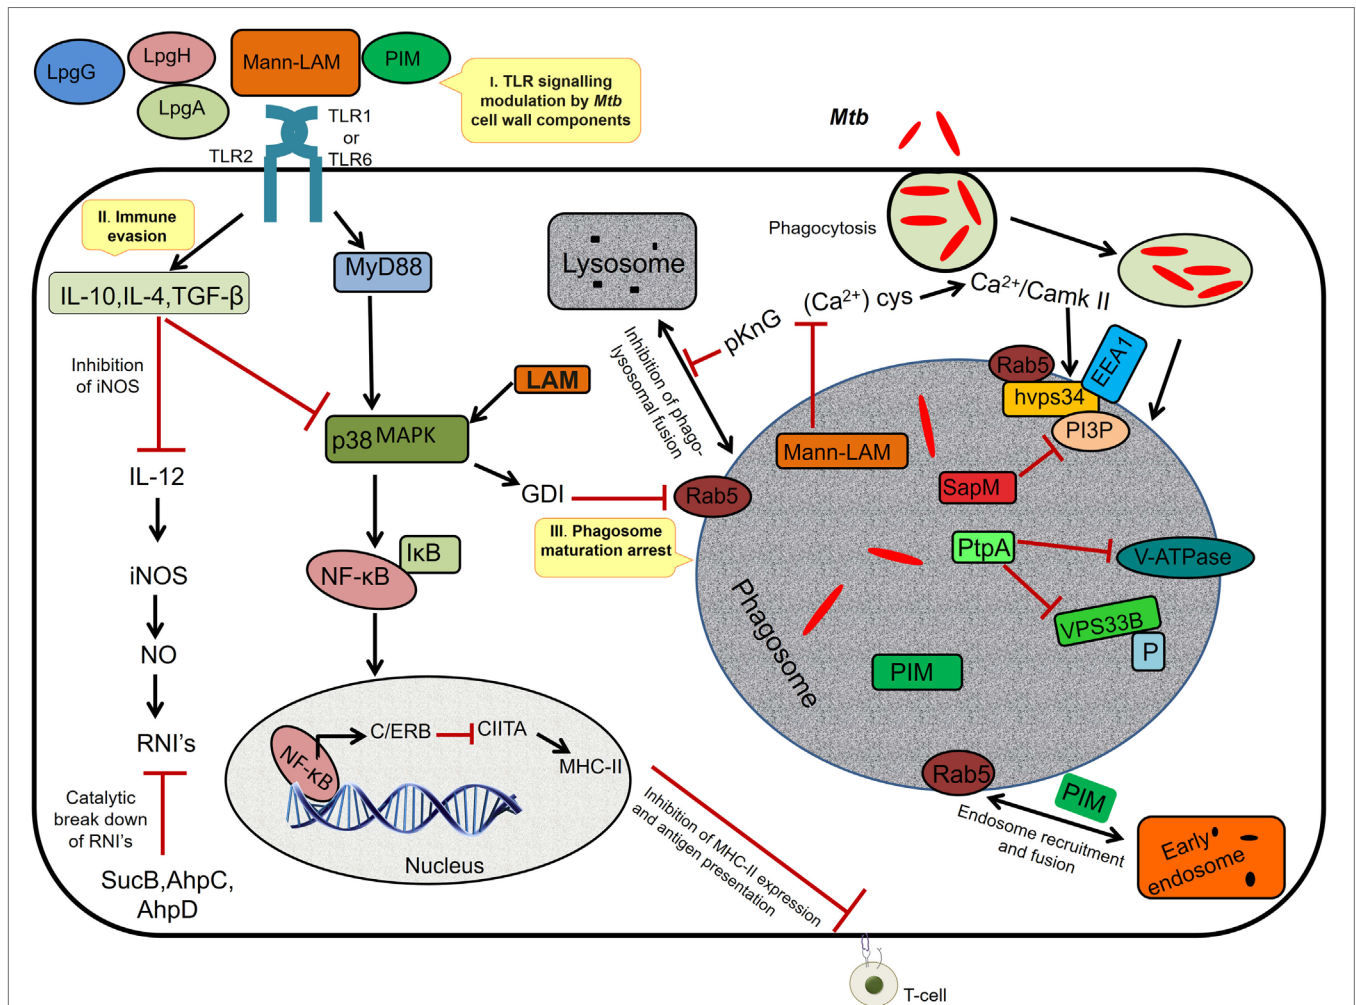 LpgG
LpgH
LpgA
Mann-LAM
PIM
I. TLR signalling
modulation by Mtb
cell wall components
TLR1
or
TLR6
TLR2
Mtb
Phagocytosis
II. Immune
evasion
IL-10,IL-4,TGF-β
MyD88
Lysosome
Inhibition of phago-
lysosomal fusion
pKnG
(Ca²⁺) cys
Ca²⁺/Camk II
Inhibition
of iNOS
LAM
p38 MAPK
Rab5
hvps34
EEA1
PI3P
Mann-LAM
SapM
IL-12
GDI
Rab5
III. Phagosome
maturation arrest
PtpA
V-ATPase
VPS33B
P
IκB
NF-κB
iNOS
NO
RNI's
Phagosome
PIM
NF-κB
C/ERB
CIITA
MHC-II
Nucleus
Catalytic
break down
of RNI's
SucB,AhpC,
AhpD
Inhibition of MHC-II expression
and antigen presentation
Rab5
PIM
Endosome recruitment
and fusion
Early
endosome
T-cell